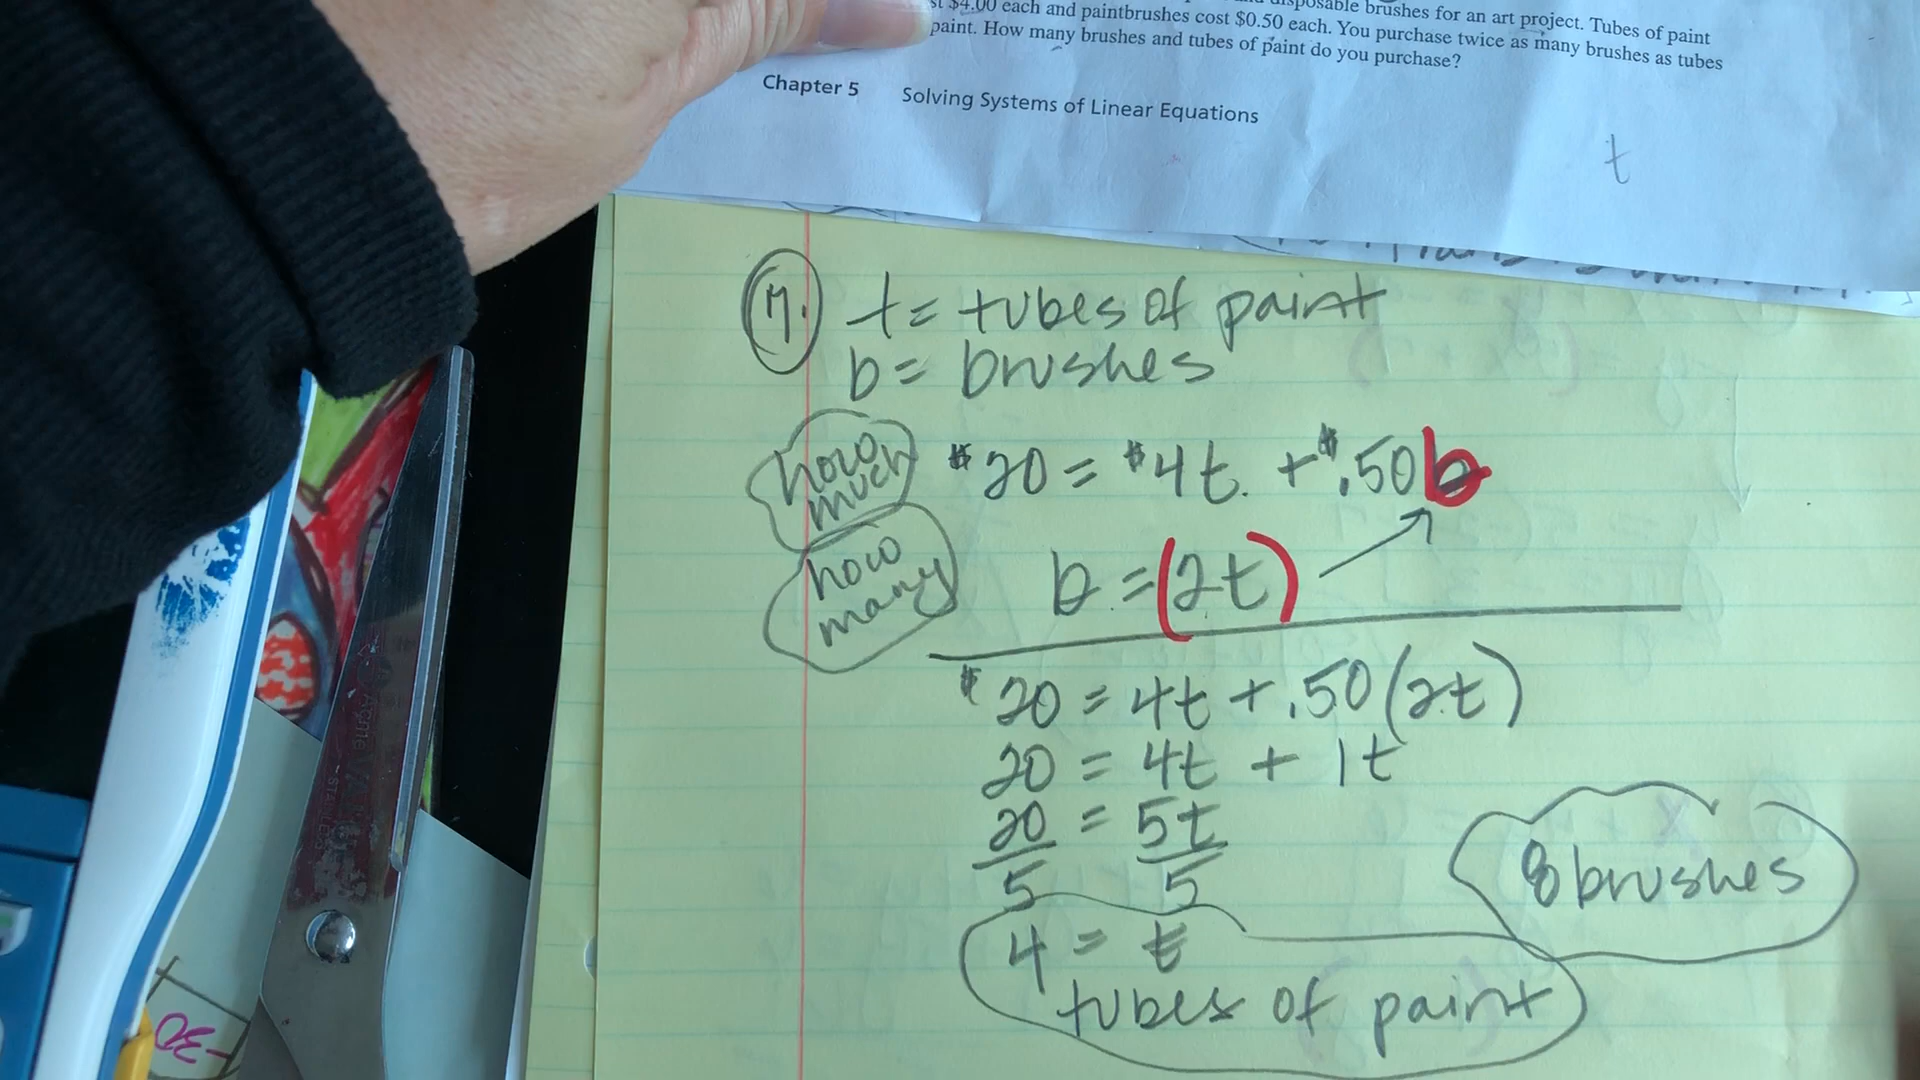 disposable brushes for an art project. Tubes of paint
st $4.00 each and paintbrushes cost $0.50 each. You purchase twice as many brushes as tubes
paint. How many brushes and tubes of paint do you purchase?
Chapter 5 Solving Systems of Linear Equations
t
t = tubes of paint
b = brushes
how much $20 = $4t. + $.50b
how many b = (2t)
$20 = 4t + .50(2t)
20 = 4t + 1t
20 = 5t
5 5
8 brushes
4 = t
tubes of paint
-30